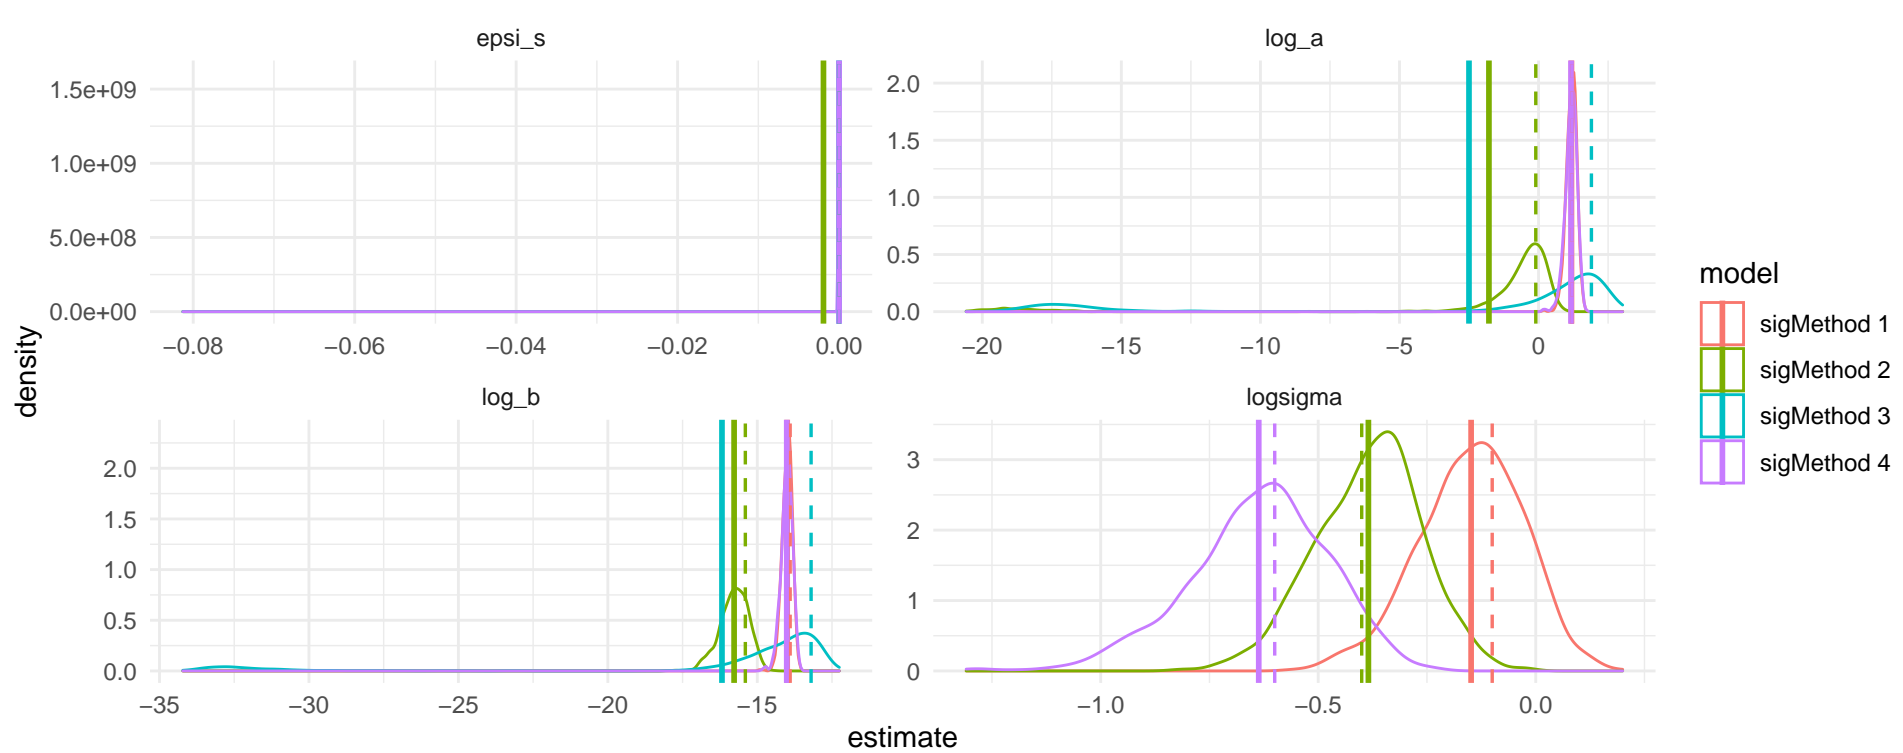 epsi_s
log_a
1.5e+09
1.0e+09
5.0e+08
0.0e+00
−0.08
−0.06
−0.04
−0.02
0.00
2.0
1.5
1.0
0.5
0.0
−20
−15
−10
−5
0
log_b
logsigma
2.0
1.5
1.0
0.5
0.0
−35
−30
−25
−20
−15
3
2
1
0
−1.0
−0.5
0.0
density
estimate
model
sigMethod 1
sigMethod 2
sigMethod 3
sigMethod 4